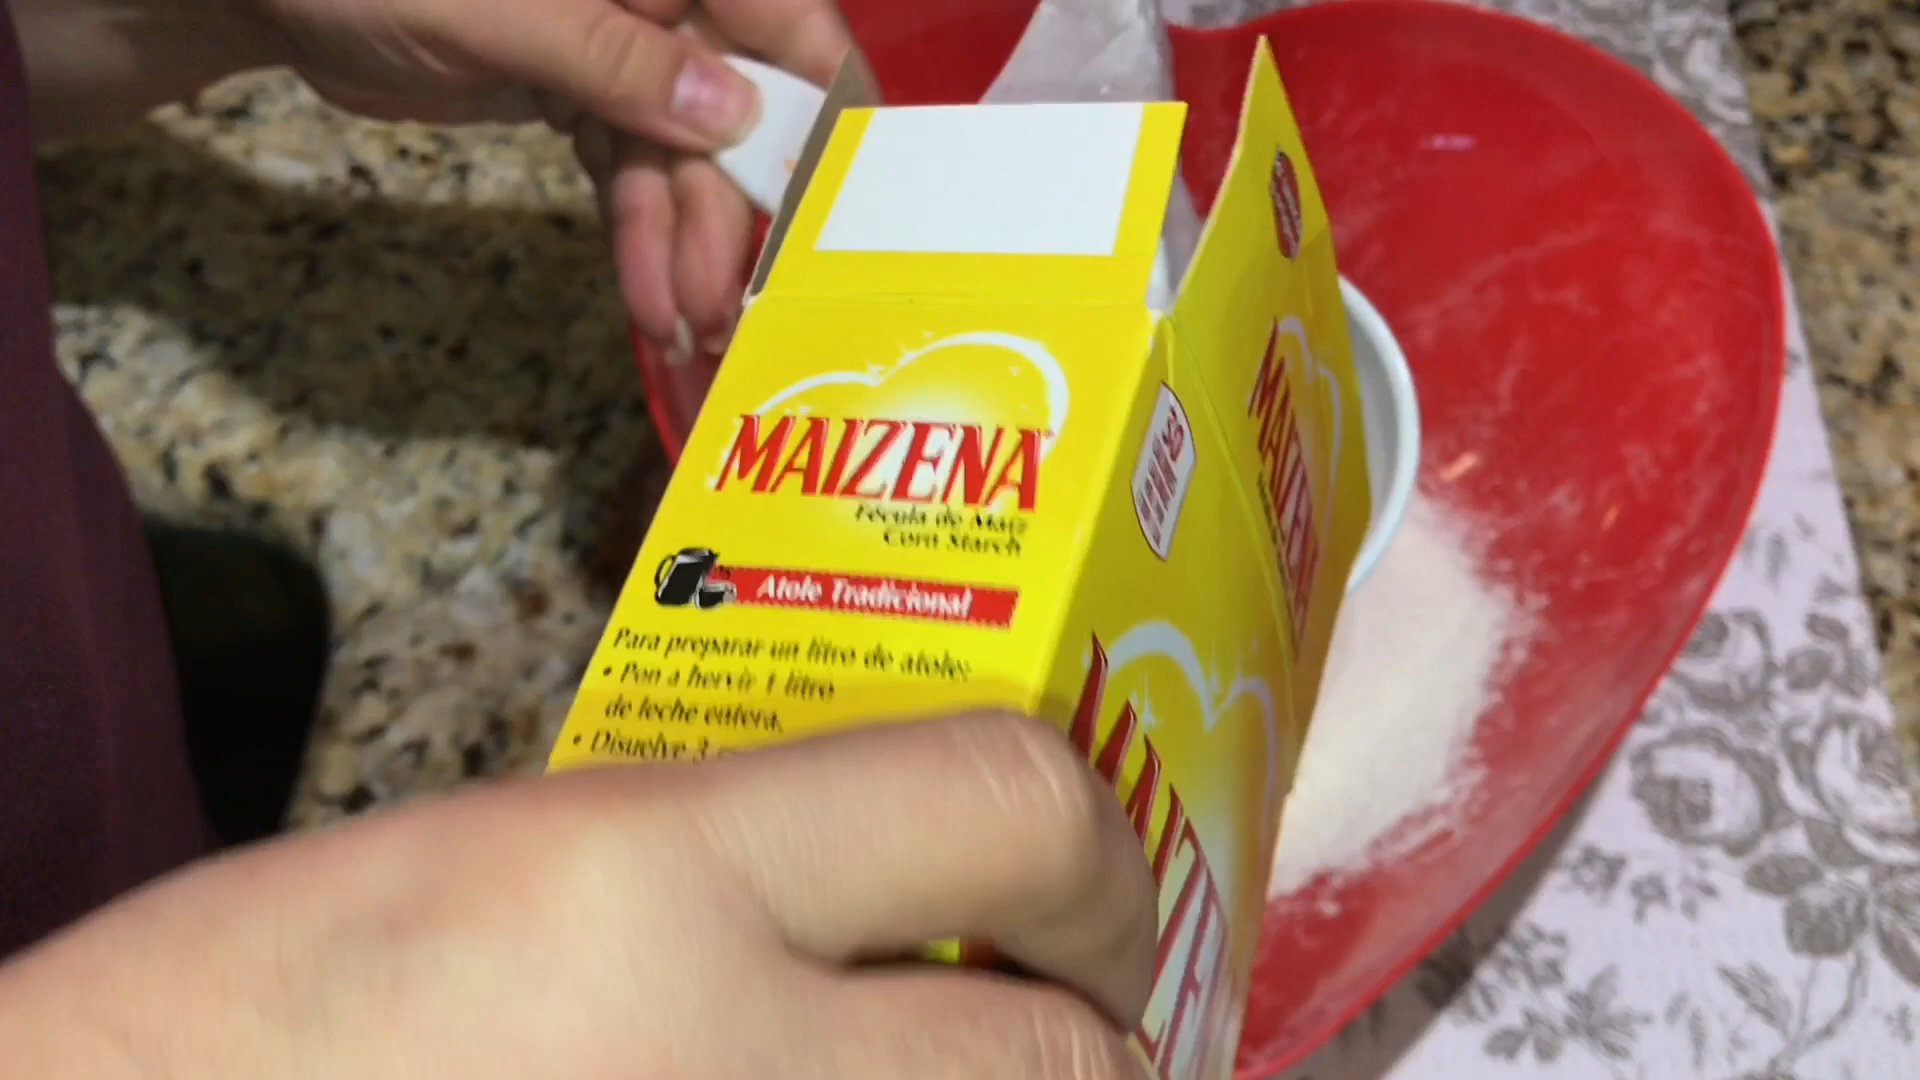 MAIZENA
Fécula de Maíz
Corn Starch
Atole Tradicional
Para preparar un litro de atole:
• Pon a hervir 1 litro
de leche entera,
• Disuelve 3
MAIZENA
MAIZE